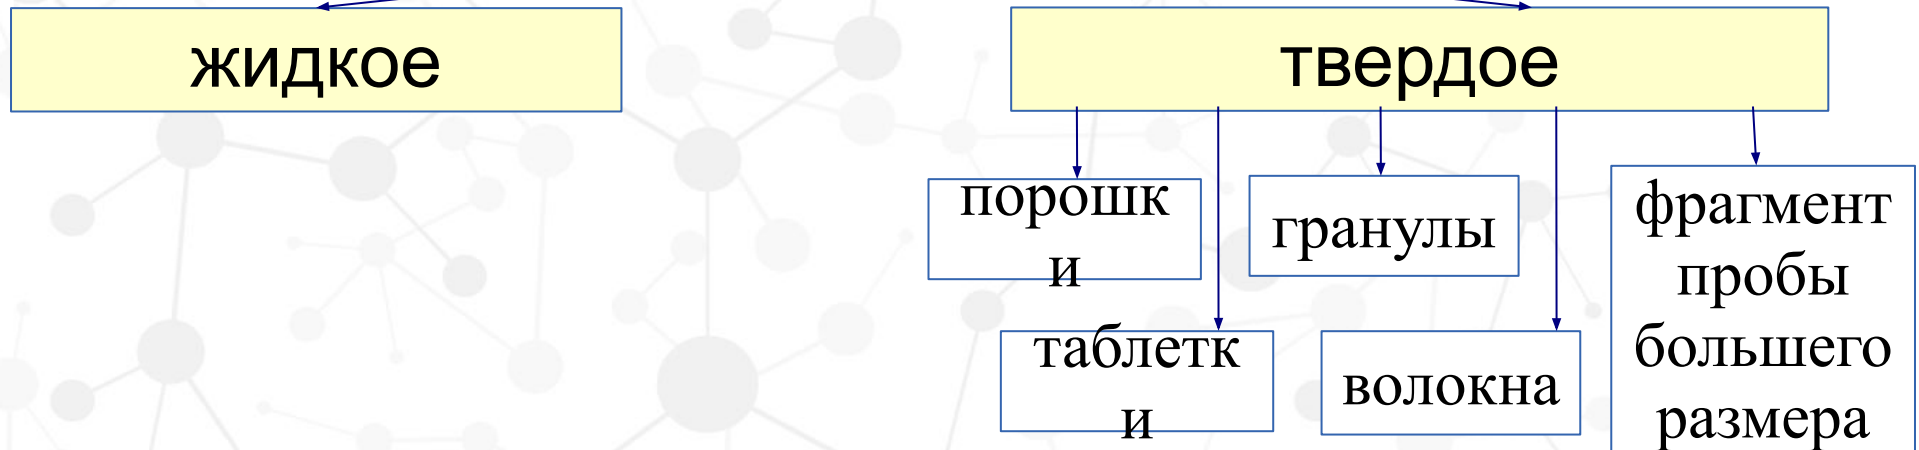 жидкое
твердое
порошк
и
гранулы
фрагмент
пробы
большего
размера
таблетк
и
волокна